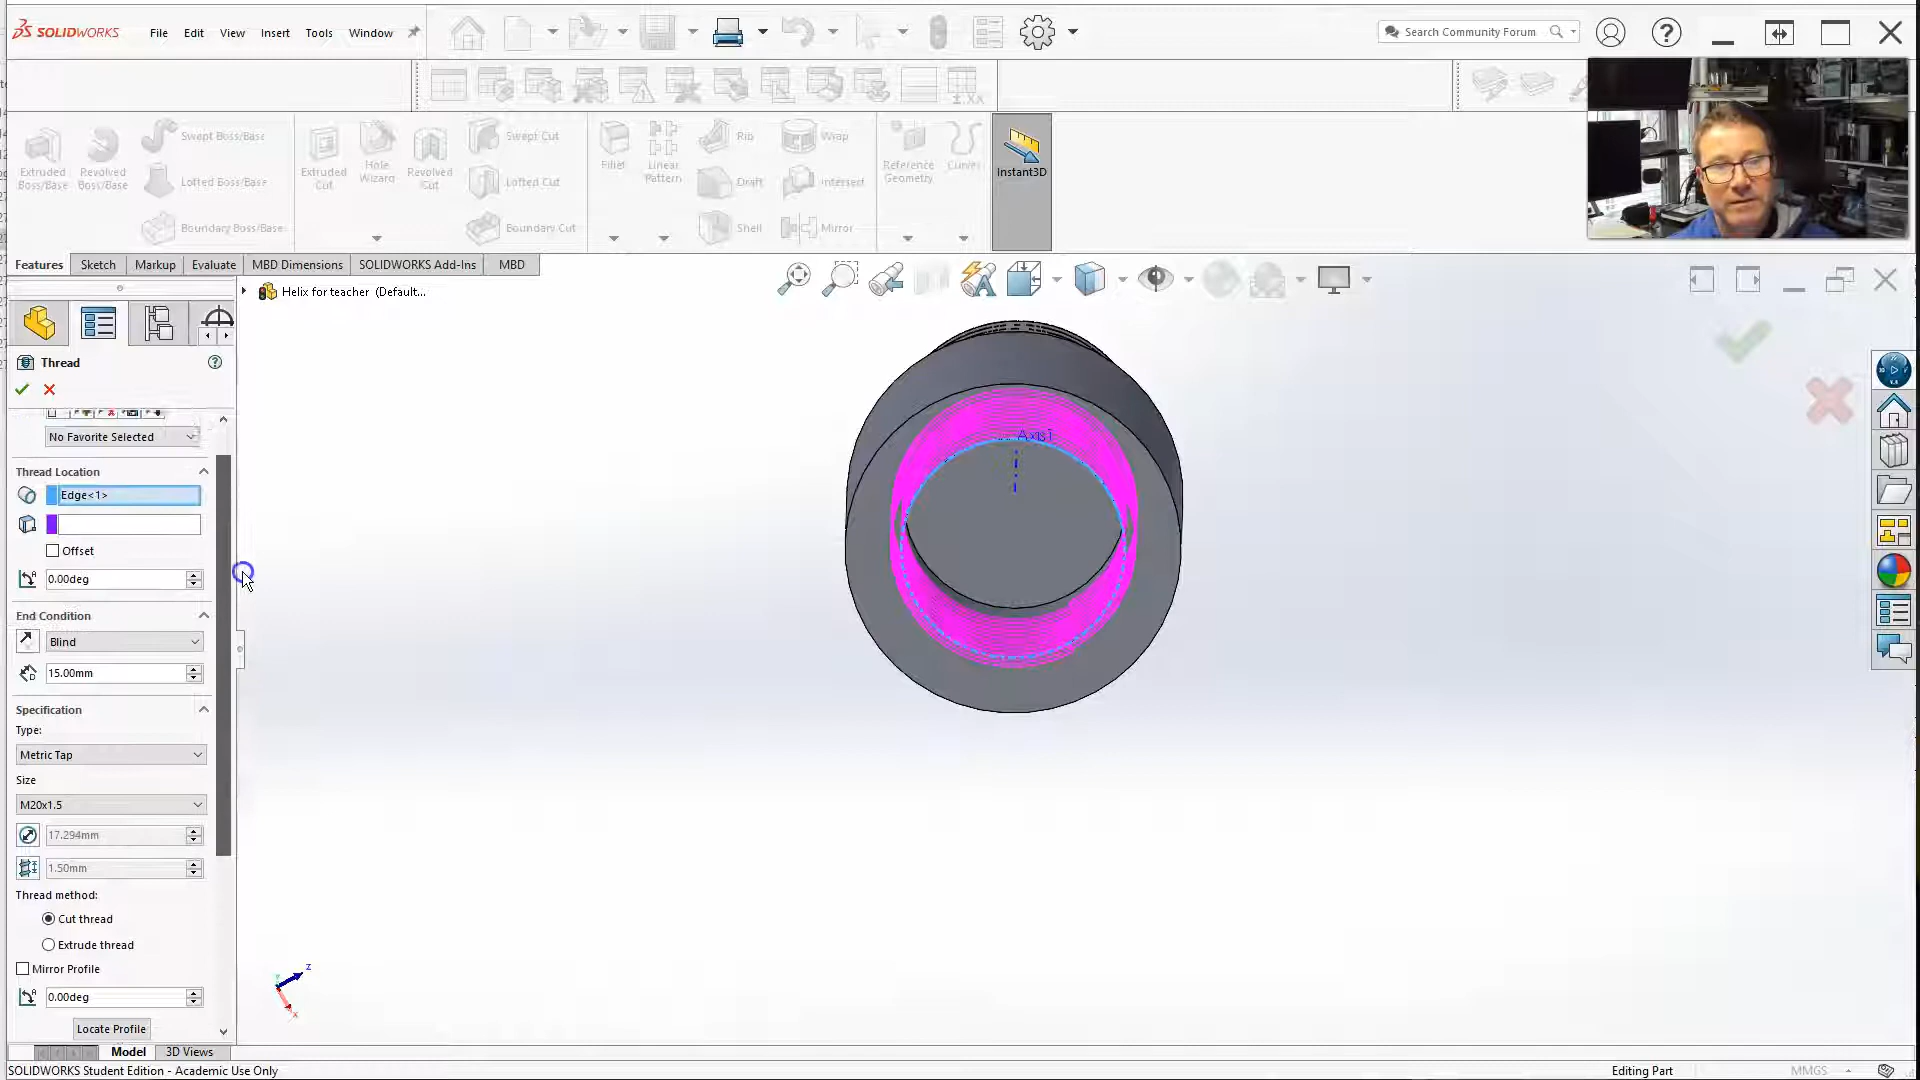 SOLIDWORKS
File Edit View Insert Tools Window
Search Community Forum
±.XX
Extruded Boss/Base
Revolved Boss/Base
Swept Boss/Base
Lofted Boss/Base
Boundary Boss/Base
Extruded Cut
Hole Wizard
Revolved Cut
Swept Cut
Lofted Cut
Boundary Cut
Fillet
Linear Pattern
Rib
Draft
Shell
Wrap
Intersect
Mirror
Reference Geometry
Curves
Instant3D
Features Sketch Markup Evaluate MBD Dimensions SOLIDWORKS Add-Ins MBD
Helix for teacher (Default...
Thread
No Favorite Selected
Thread Location
Edge<1>
Offset
0.00deg
End Condition
Blind
15.00mm
Specification
Type:
Metric Tap
Size
M20x1.5
17.294mm
1.50mm
Thread method:
Cut thread
Extrude thread
Mirror Profile
0.00deg
Locate Profile
Axis1
z
x
Model 3D Views
SOLIDWORKS Student Edition - Academic Use Only
Editing Part
MMGS